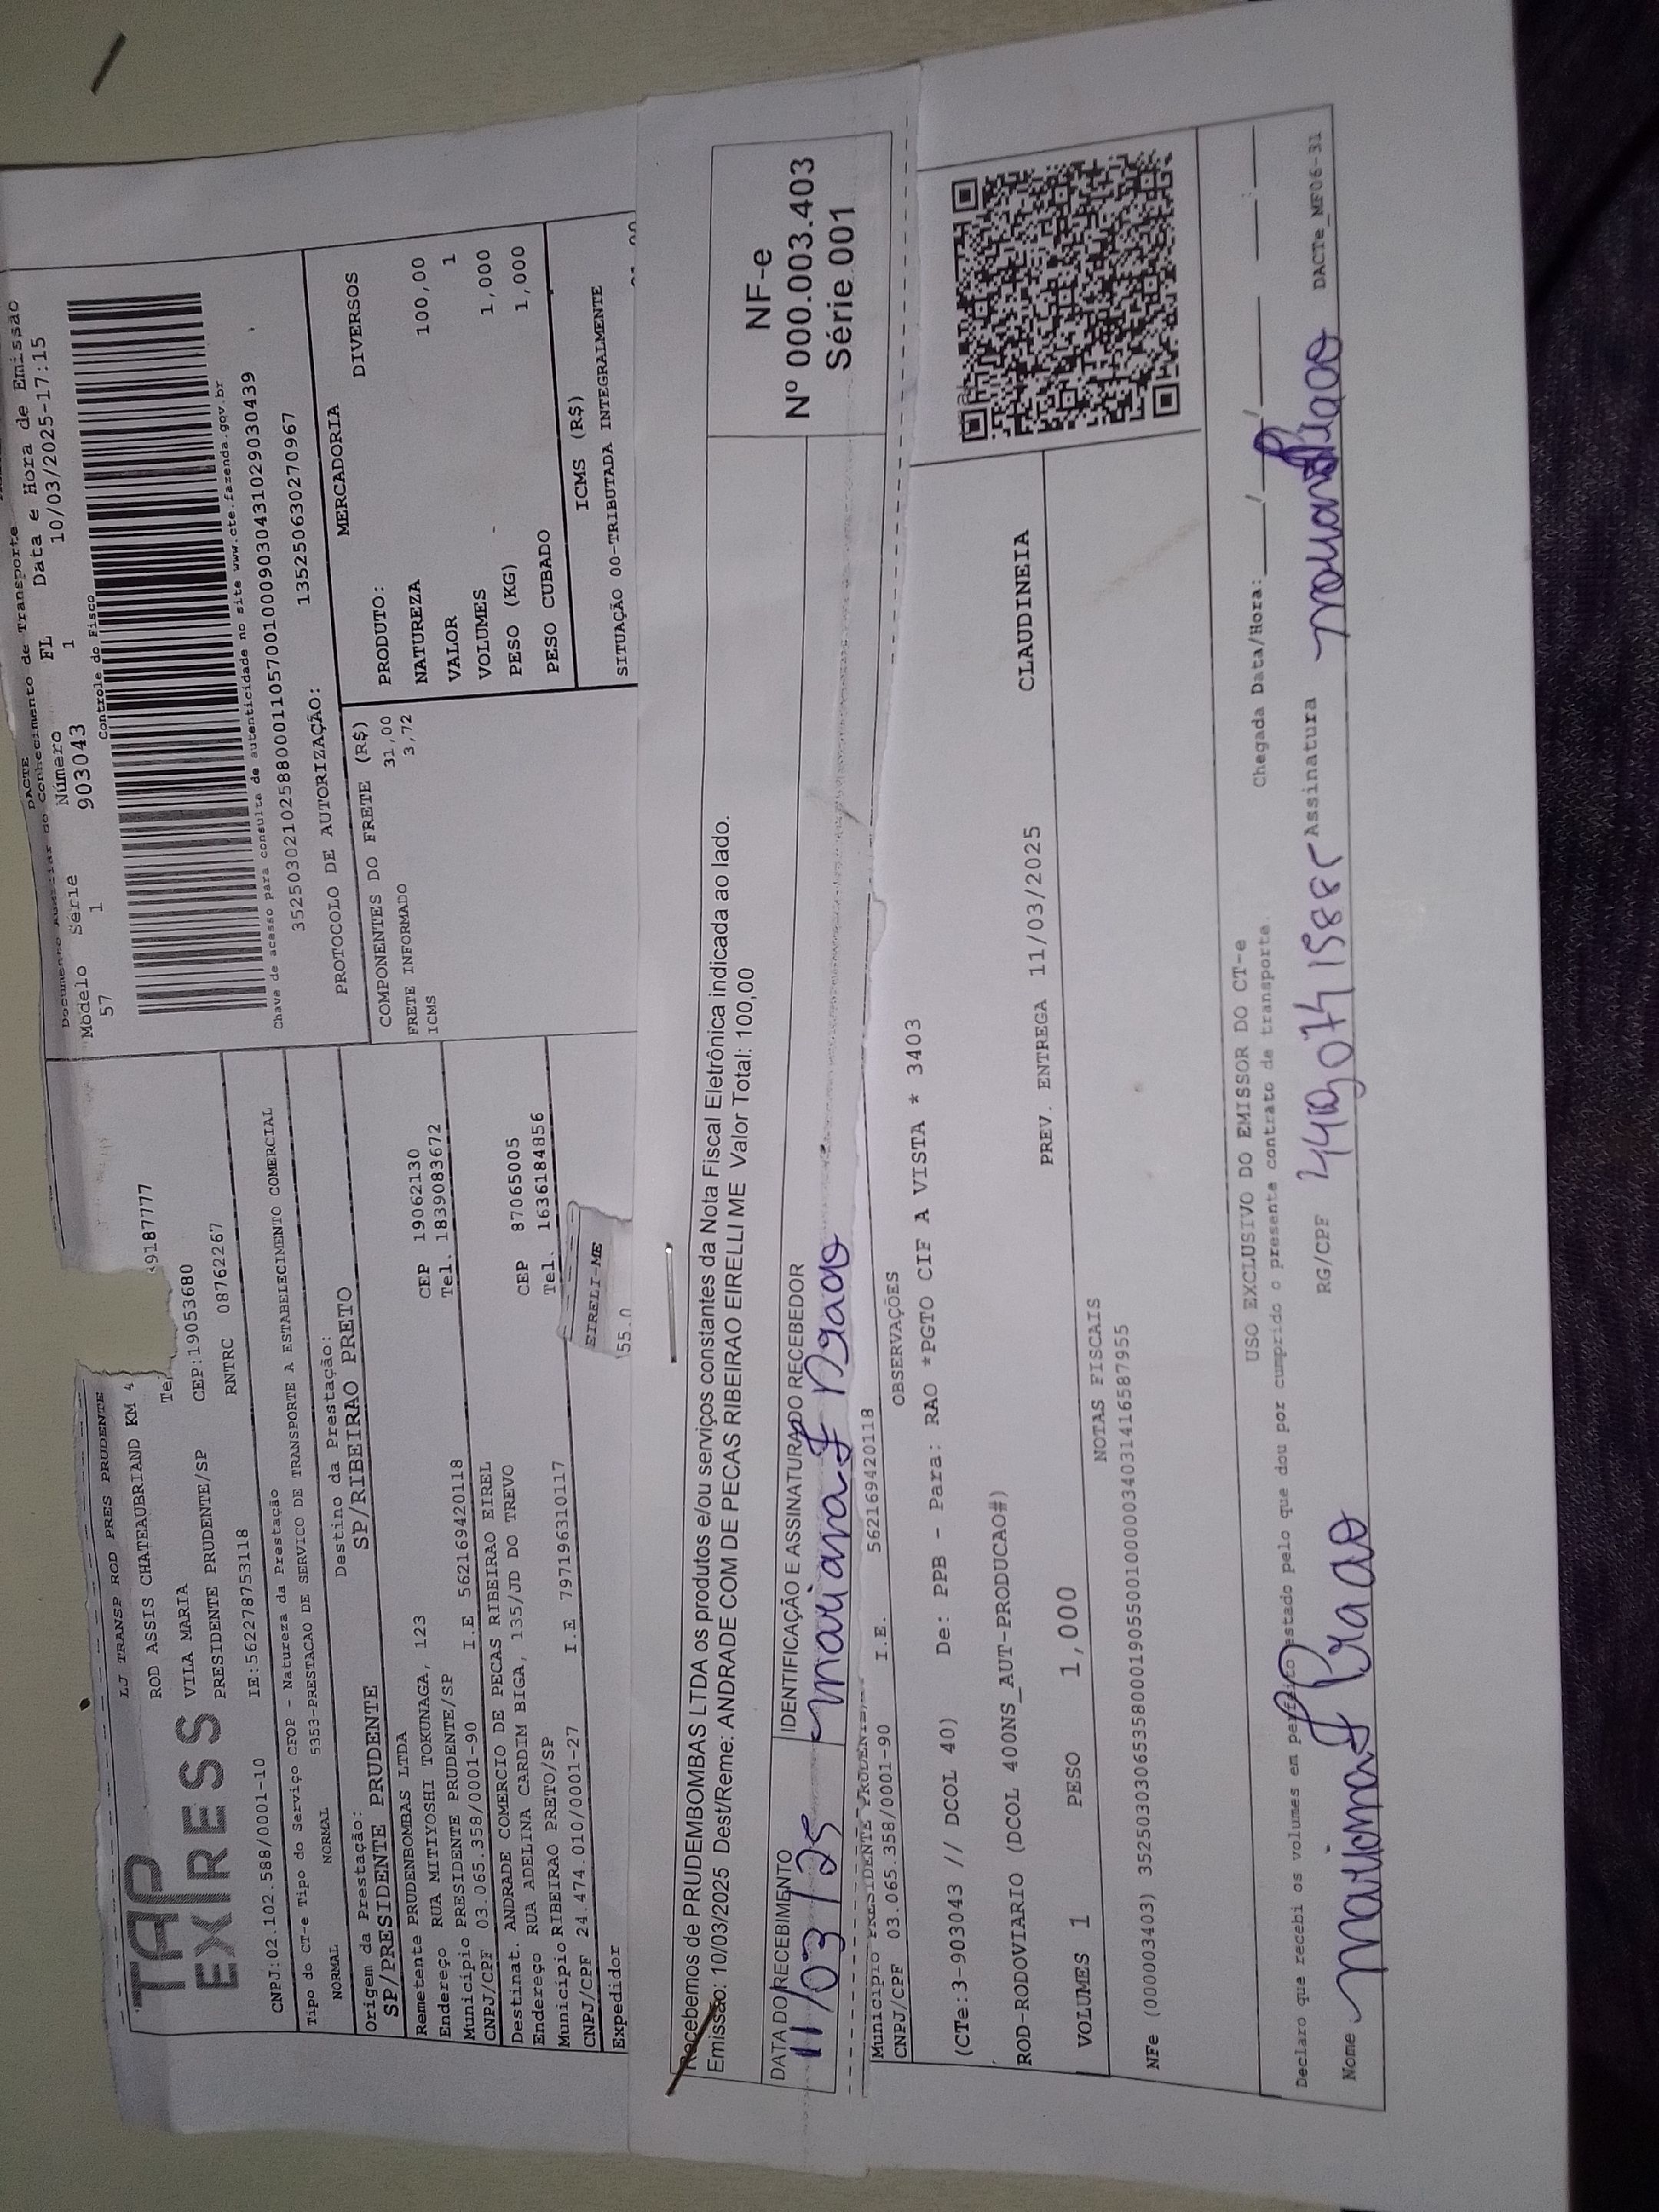 DACTE
Documento Auxiliar do Conhecimento de Transporte
Modelo Série Número FL Data e Hora de Emissão
57 1 903043 1 10/03/2025-17:15
Controle do Fisco
Chave de acesso para consulta de autenticidade no site www.cte.fazenda.gov.br
35250302102588000110570010009030431029030439
PROTOCOLO DE AUTORIZAÇÃO: 135250630270967
TAP
EXPRESS
LJ TRANSP ROD PRES PRUDENTE
ROD ASSIS CHATEAUBRIAND KM
9187777
VILA MARIA
PRESIDENTE PRUDENTE/SP CEP:19053680
CNPJ:02.102.588/0001-10 IE:562278753118 RNTRC 08762267
Tipo do CT-e Tipo do Serviço CFOP - Natureza da Prestação
NORMAL NORMAL 5353-PRESTACAO DE SERVICO DE TRANSPORTE A ESTABELECIMENTO COMERCIAL
Origem da Prestação: Destino da Prestação:
SP/PRESIDENTE PRUDENTE SP/RIBEIRAO PRETO
Remetente PRUDENBOMBAS LTDA
Endereço RUA MITIYOSHI TOKUNAGA, 123 CEP 19062130
Município PRESIDENTE PRUDENTE/SP Tel. 1839083672
CNPJ/CPF 03.065.358/0001-90 I.E 562169420118
Destinat. ANDRADE COMERCIO DE PECAS RIBEIRAO EIREL
Endereço RUA ADELINA CARDIM BIGA, 135/JD DO TREVO CEP 87065005
Município RIBEIRAO PRETO/SP Tel. 1636184856
CNPJ/CPF 24.474.010/0001-27 I.E 797196310117
Expedidor
EIRELI-ME
COMPONENTES DO FRETE (R$)
FRETE INFORMADO 31,00
ICMS 3,72
MERCADORIA
PRODUTO: DIVERSOS
NATUREZA
VALOR 100,00
VOLUMES 1
PESO (KG) 1,000
PESO CUBADO 1,000
ICMS (R$)
SITUAÇÃO 00-TRIBUTADA INTEGRALMENTE
Recebemos de PRUDEMBOMBAS LTDA os produtos e/ou serviços constantes da Nota Fiscal Eletrônica indicada ao lado.
Emissão: 10/03/2025 Dest/Reme: ANDRADE COM DE PECAS RIBEIRAO EIRELLI ME Valor Total: 100,00
NF-e
Nº 000.003.403
Série 001
DATA DO RECEBIMENTO IDENTIFICAÇÃO E ASSINATURA DO RECEBEDOR
11/03/25
Município PRESIDENTE PRUDENTE
CNPJ/CPF 03.065.358/0001-90 I.E. 562169420118
OBSERVAÇÕES
(CTe:3-903043 // DCOL 40) De: PPB - Para: RAO *PGTO CIF A VISTA * 3403
ROD-RODOVIARIO (DCOL 400NS_AUT-PRODUCAO#)
PREV. ENTREGA 11/03/2025 CLAUDINEIA
VOLUMES 1 PESO 1,000
NOTAS FISCAIS
NFe (000003403) 35250303065358000190550010000034031416587955
USO EXCLUSIVO DO EMISSOR DO CT-e
Declaro que recebi os volumes em perfeito estado pelo que dou por cumprido o presente contrato de transporte.
Chegada Data/Hora:
Nome RG/CPF Assinatura
DACTe_MF06-31